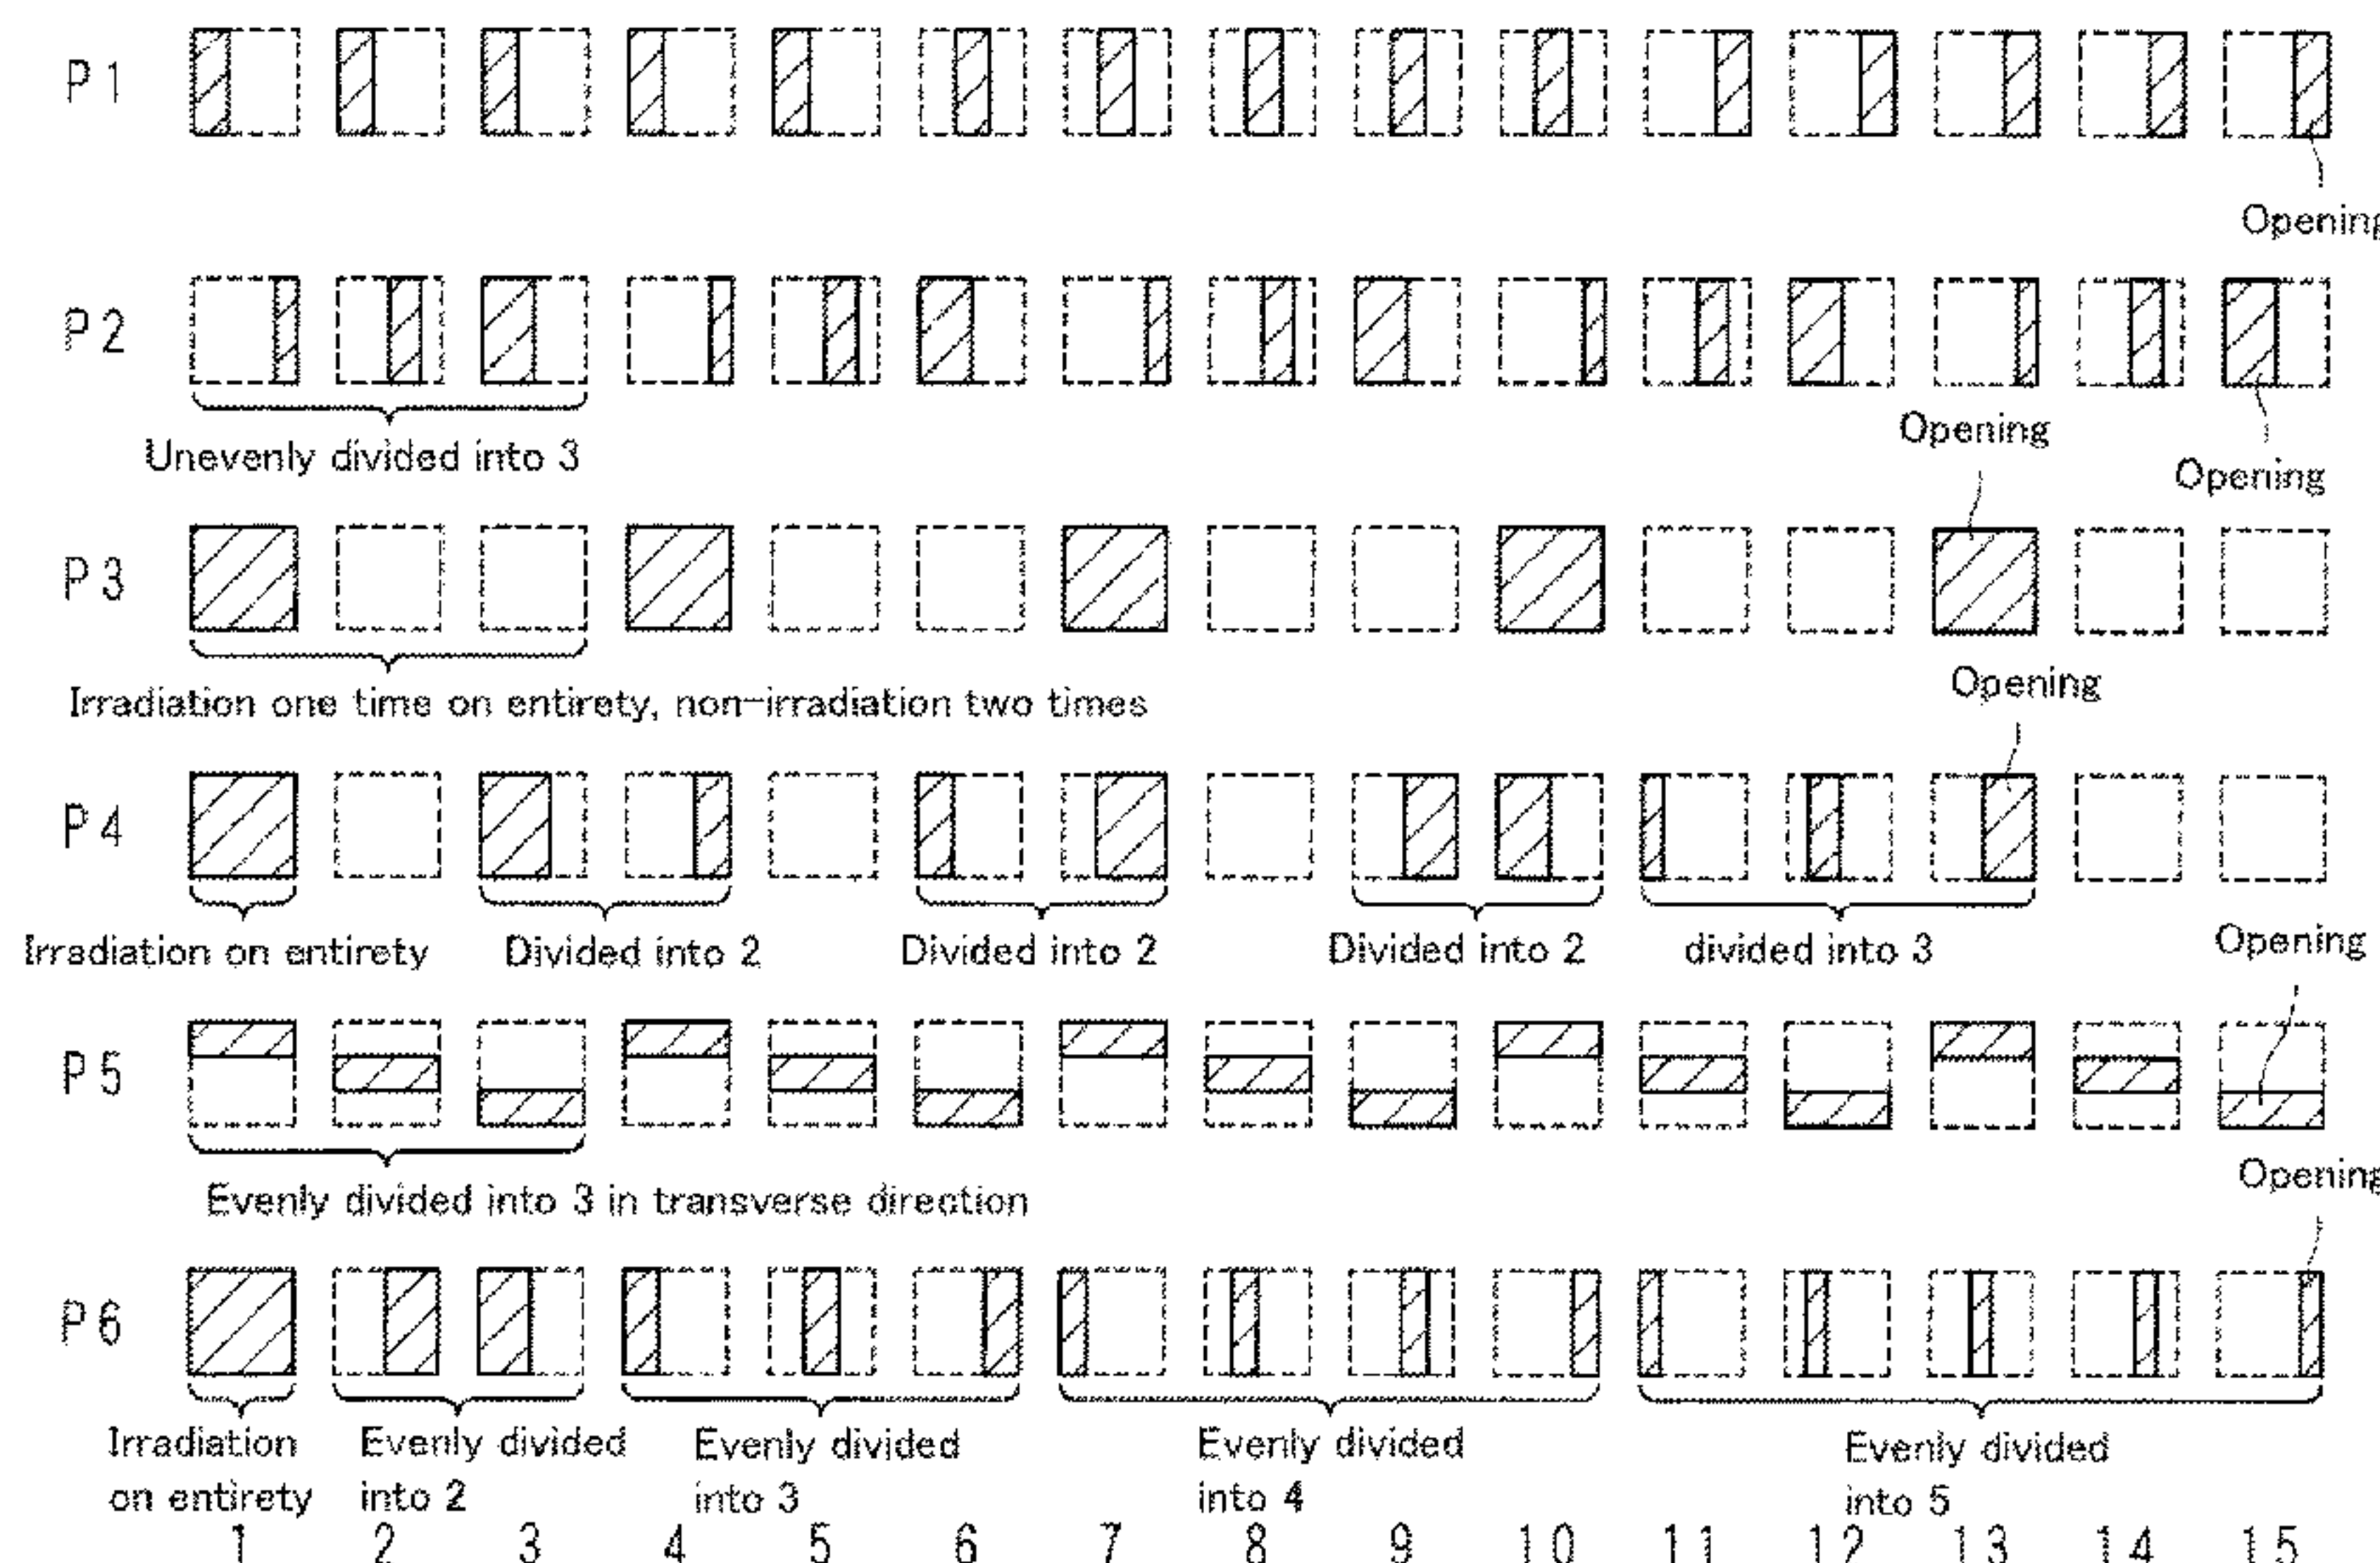 P1
Opening
P2
Unevenly divided into 3
Opening
Opening
P3
Irradiation one time on entirety, non-irradiation two times
Opening
P4
Irradiation on entirety
Divided into 2
Divided into 2
Divided into 2
divided into 3
Opening
P5
Evenly divided into 3 in transverse direction
Opening
P6
Irradiation
on entirety
Evenly divided
into 2
Evenly divided
into 3
Evenly divided
into 4
Evenly divided
into 5
1 2 3 4 5 6 7 8 9 10 11 12 13 14 15